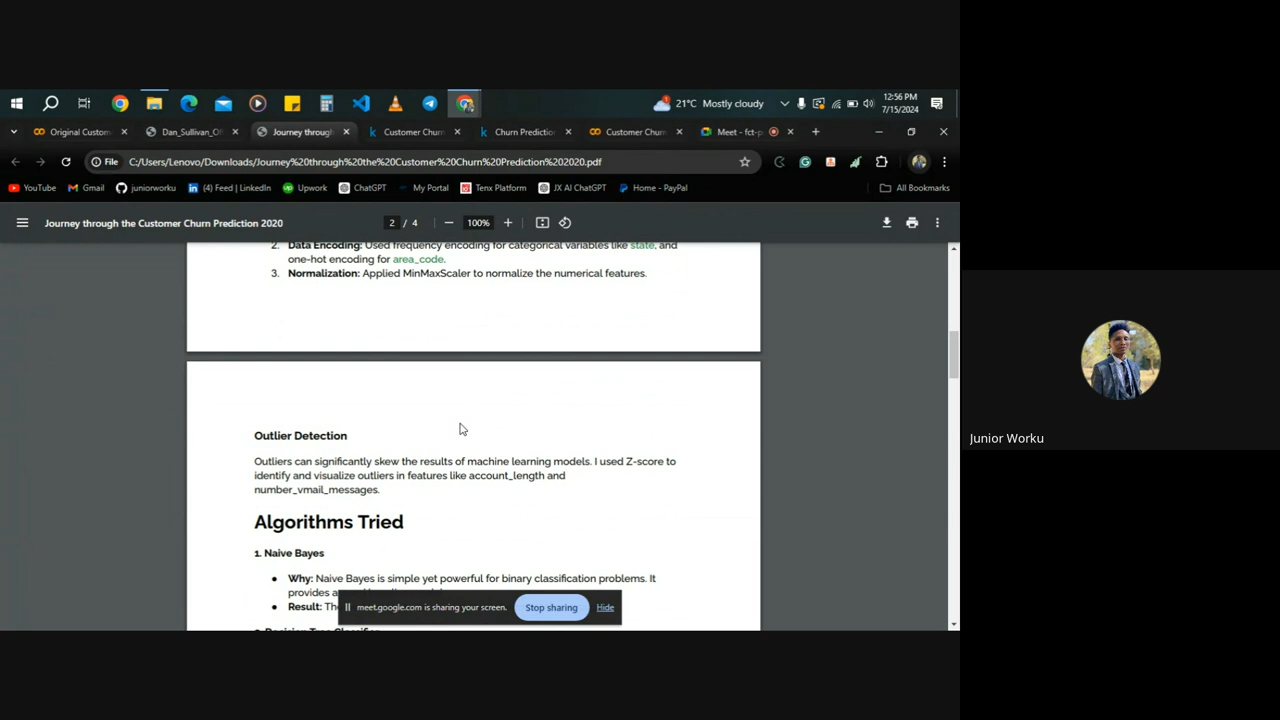 12:56 PM
21°C Mostly cloudy
7/15/2024
Original Custom
Dan_Sullivan_O
Journey throug
Customer Churn
Churn Predictio
Customer Churn
Meet - fct-p
File C:/Users/Lenovo/Downloads/Journey%20through%20the%20Customer%20Churn%20Prediction%202020.pdf
YouTube Gmail juniorworku (4) Feed | LinkedIn Upwork ChatGPT My Portal Tenx Platform JX AI ChatGPT Home - PayPal All Bookmarks
Journey through the Customer Churn Prediction 2020 2 / 4 100%
2. Data Encoding: Used frequency encoding for categorical variables like state, and
one-hot encoding for area_code.
3. Normalization: Applied MinMaxScaler to normalize the numerical features.
Outlier Detection
Outliers can significantly skew the results of machine learning models. I used Z-score to
identify and visualize outliers in features like account_length and
number_vmail_messages.
Algorithms Tried
1. Naive Bayes
● Why: Naive Bayes is simple yet powerful for binary classification problems. It
provides a
● Result: Th
meet.google.com is sharing your screen. Stop sharing Hide
Junior Worku